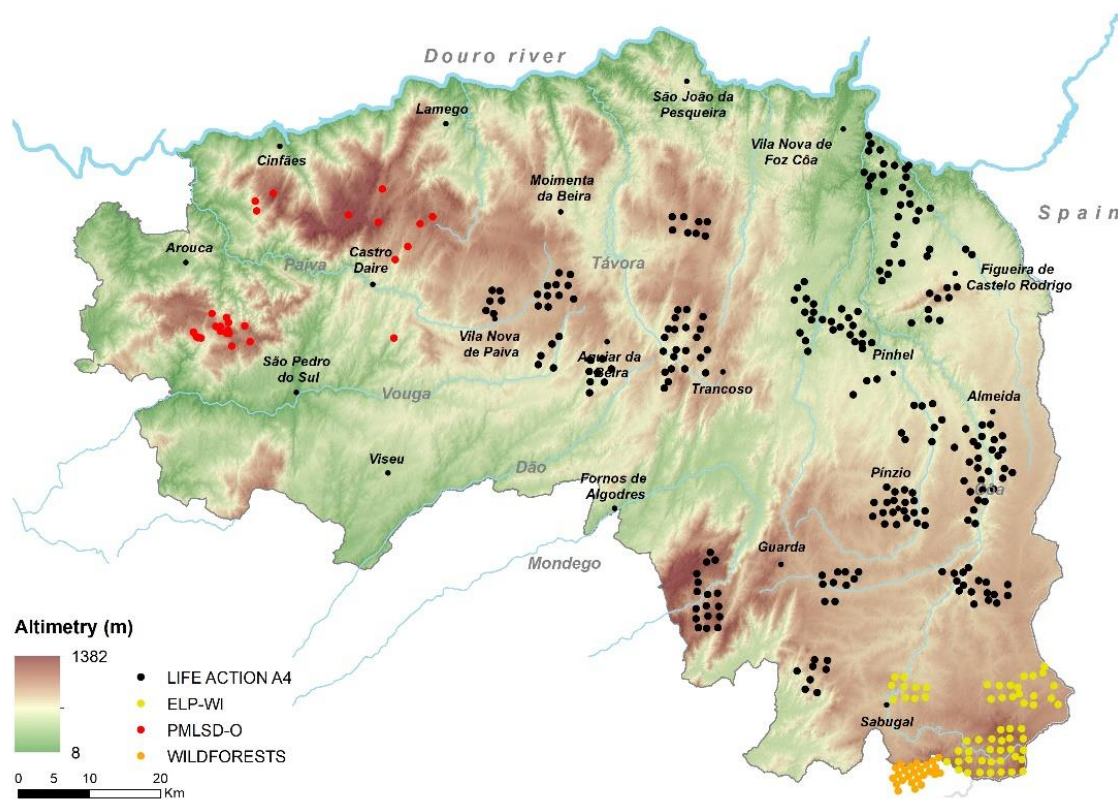 Douro river
Lamego
São João da
Pesqueira
Vila Nova de
Foz Côa
Cinfães
Moimenta
da Beira
Spain
Arouca
Castro
Daire
Paiva
Távora
Figueira de
Castelo Rodrigo
Vila Nova
de Paiva
Aguiar da
Beira
Pinhel
São Pedro
do Sul
Vouga
Trancoso
Almeida
Viseu
Dão
Fornos de
Algodres
Pínzio
Côa
Mondego
Guarda
Sabugal
Altimetry (m)
1382
-
8
LIFE ACTION A4
ELP-WI
PMLSD-O
WILDFORESTS
0 5 10 20
Km